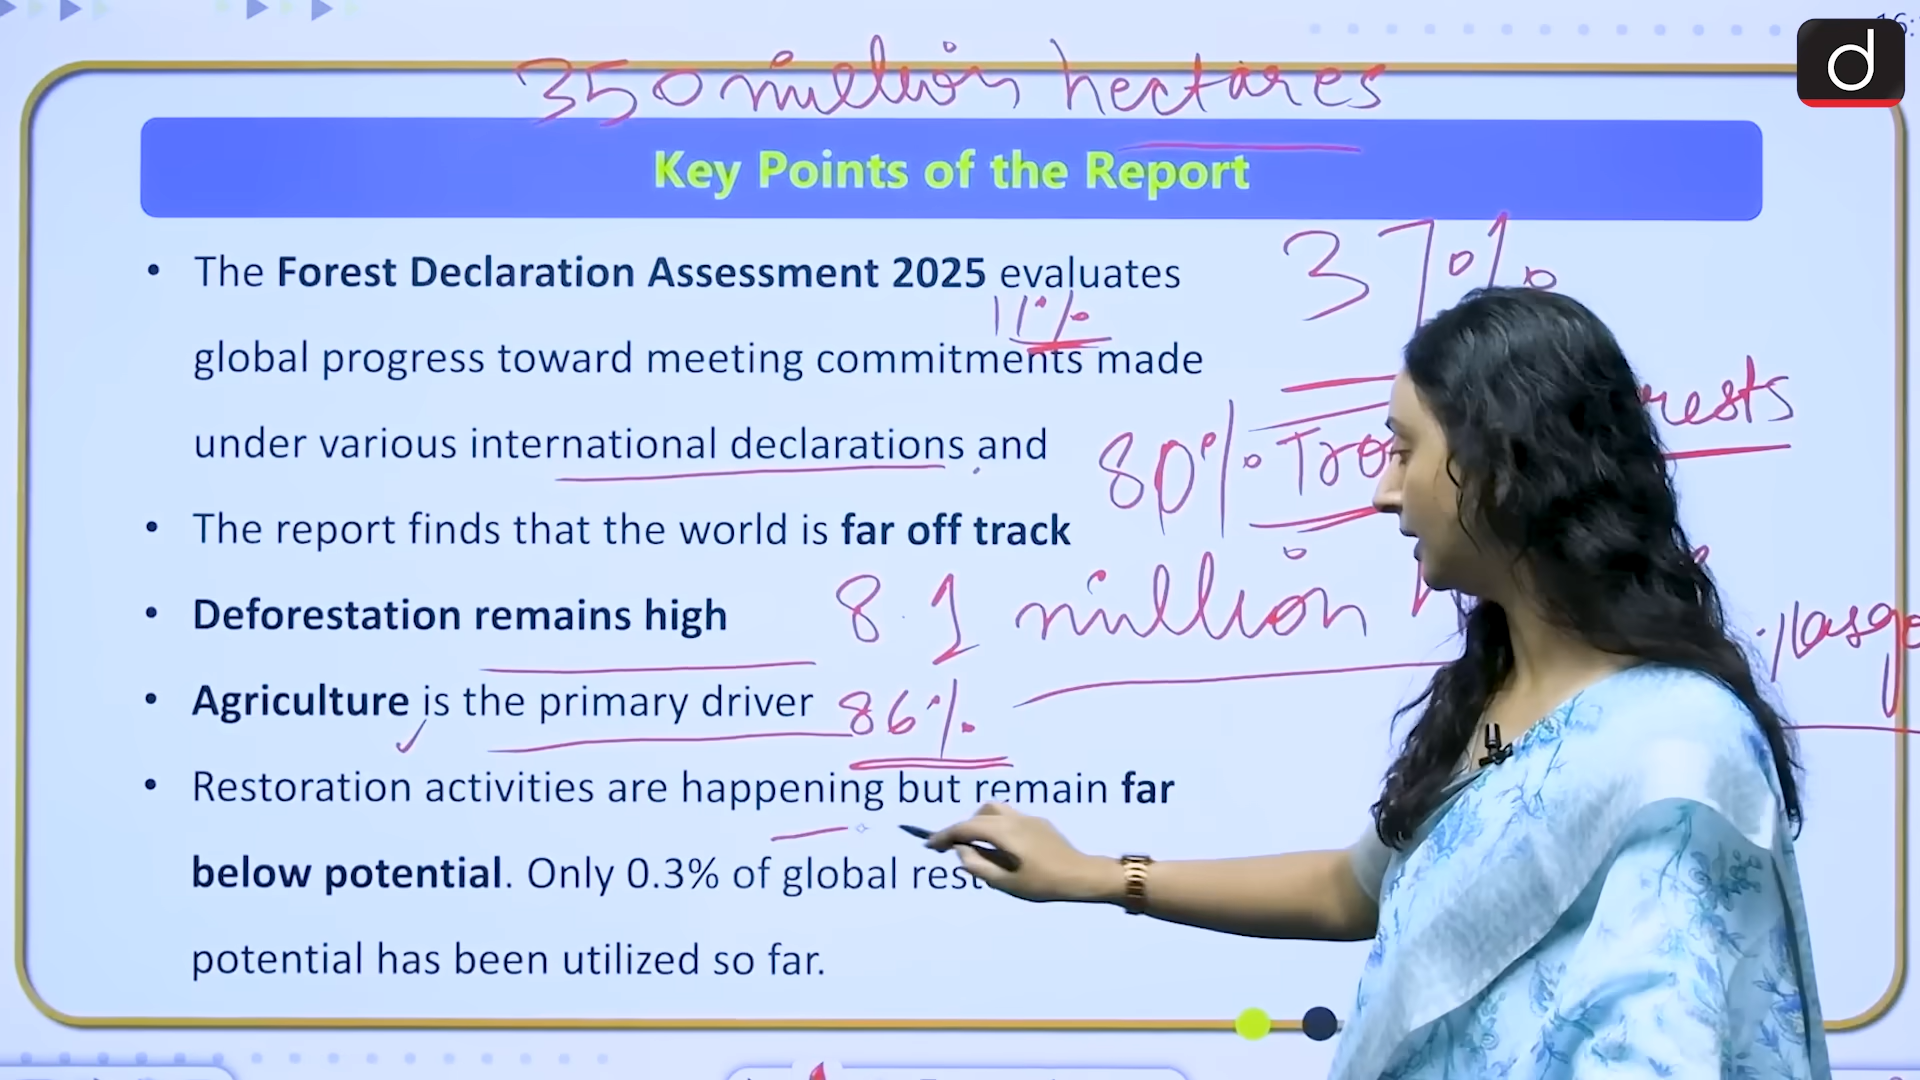 16:
d
350 million hectares
Key Points of the Report
• The Forest Declaration Assessment 2025 evaluates
37%
11%
global progress toward meeting commitments made
rests
under various international declarations and
80% Tro
• The report finds that the world is far off track
• Deforestation remains high
8.1 million h
• Agriculture is the primary driver
86%
• Restoration activities are happening but remain far
below potential. Only 0.3% of global rest
potential has been utilized so far.